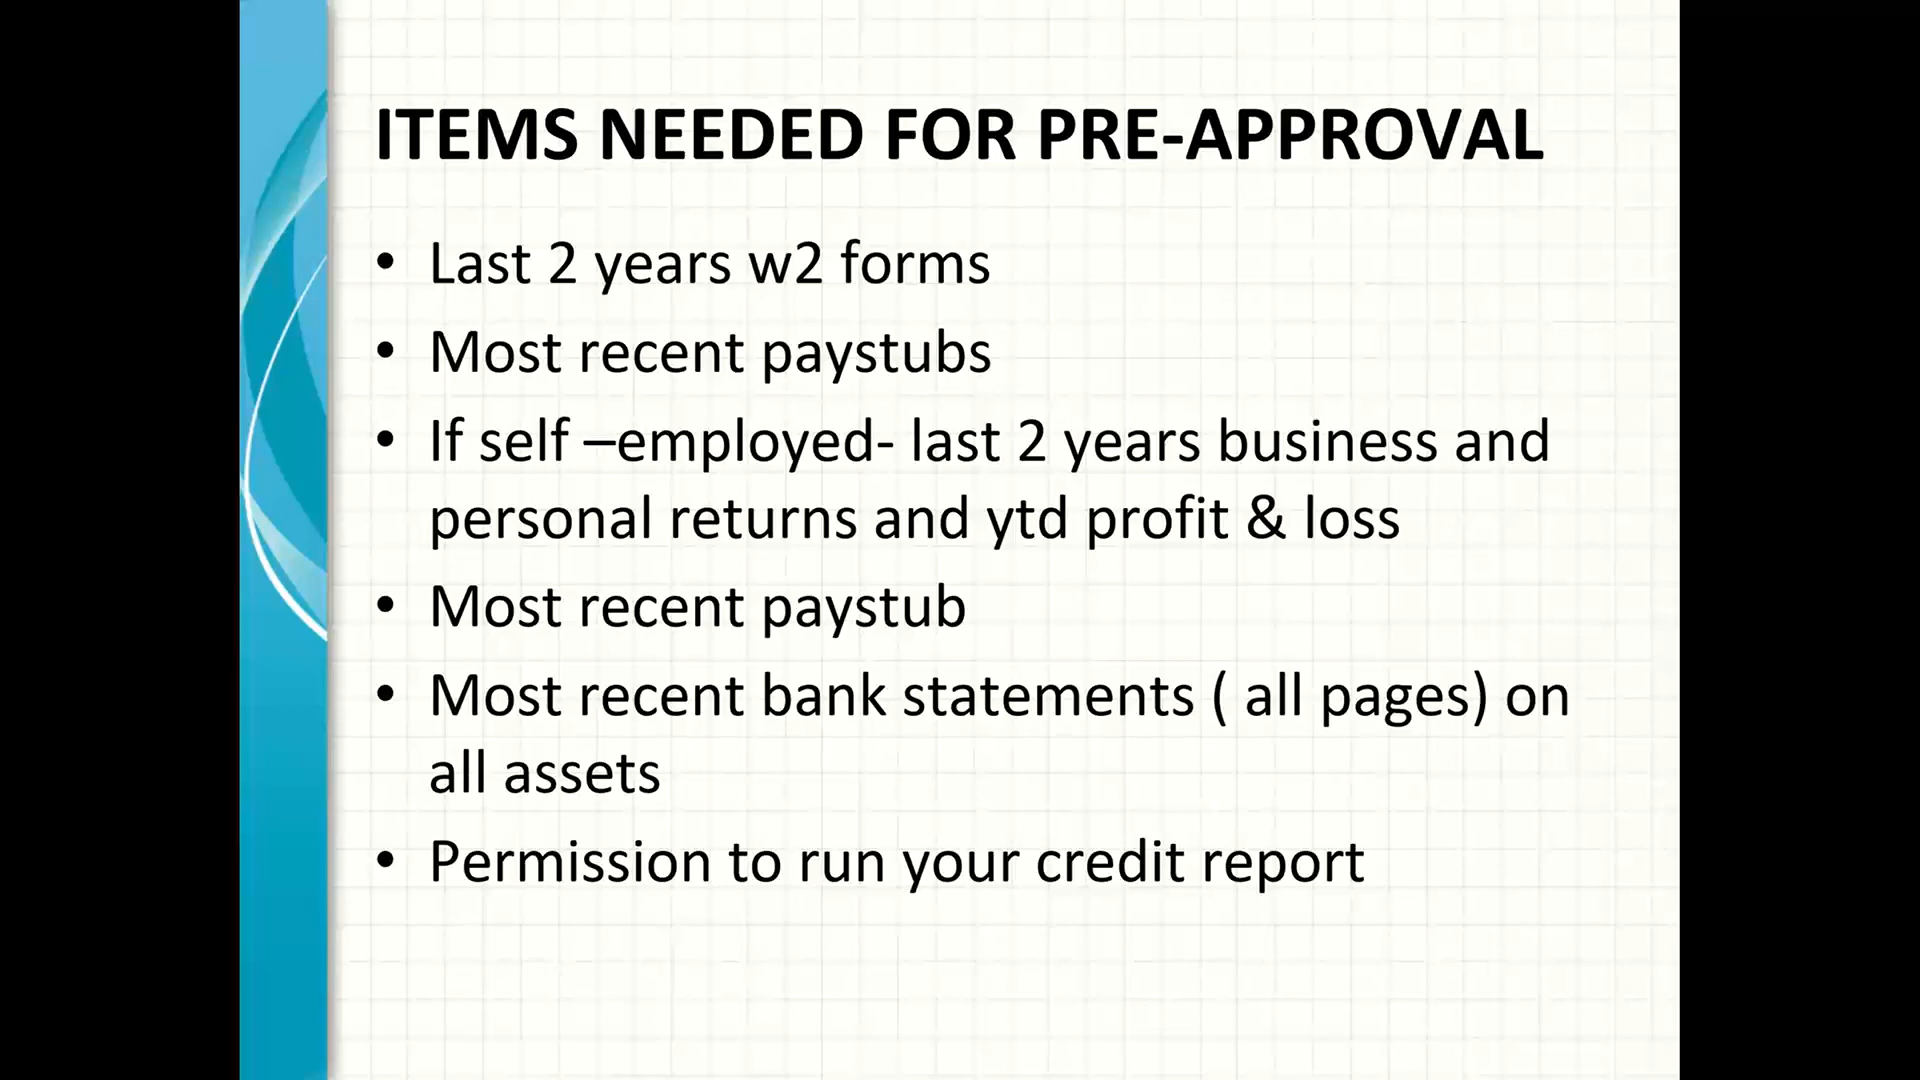 ITEMS NEEDED FOR PRE-APPROVAL
• Last 2 years w2 forms
• Most recent paystubs
• If self –employed- last 2 years business and
personal returns and ytd profit & loss
• Most recent paystub
• Most recent bank statements ( all pages) on
all assets
• Permission to run your credit report